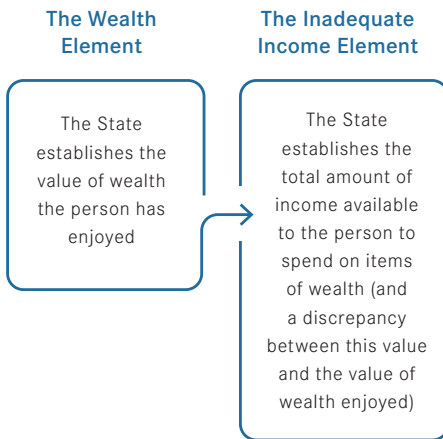 The Wealth
Element
The State
establishes the
value of wealth
the person has
enjoyed
The Inadequate
Income Element
The State
establishes the
total amount of
income available
to the person to
spend on items
of wealth (and
a discrepancy
between this value
and the value of
wealth enjoyed)